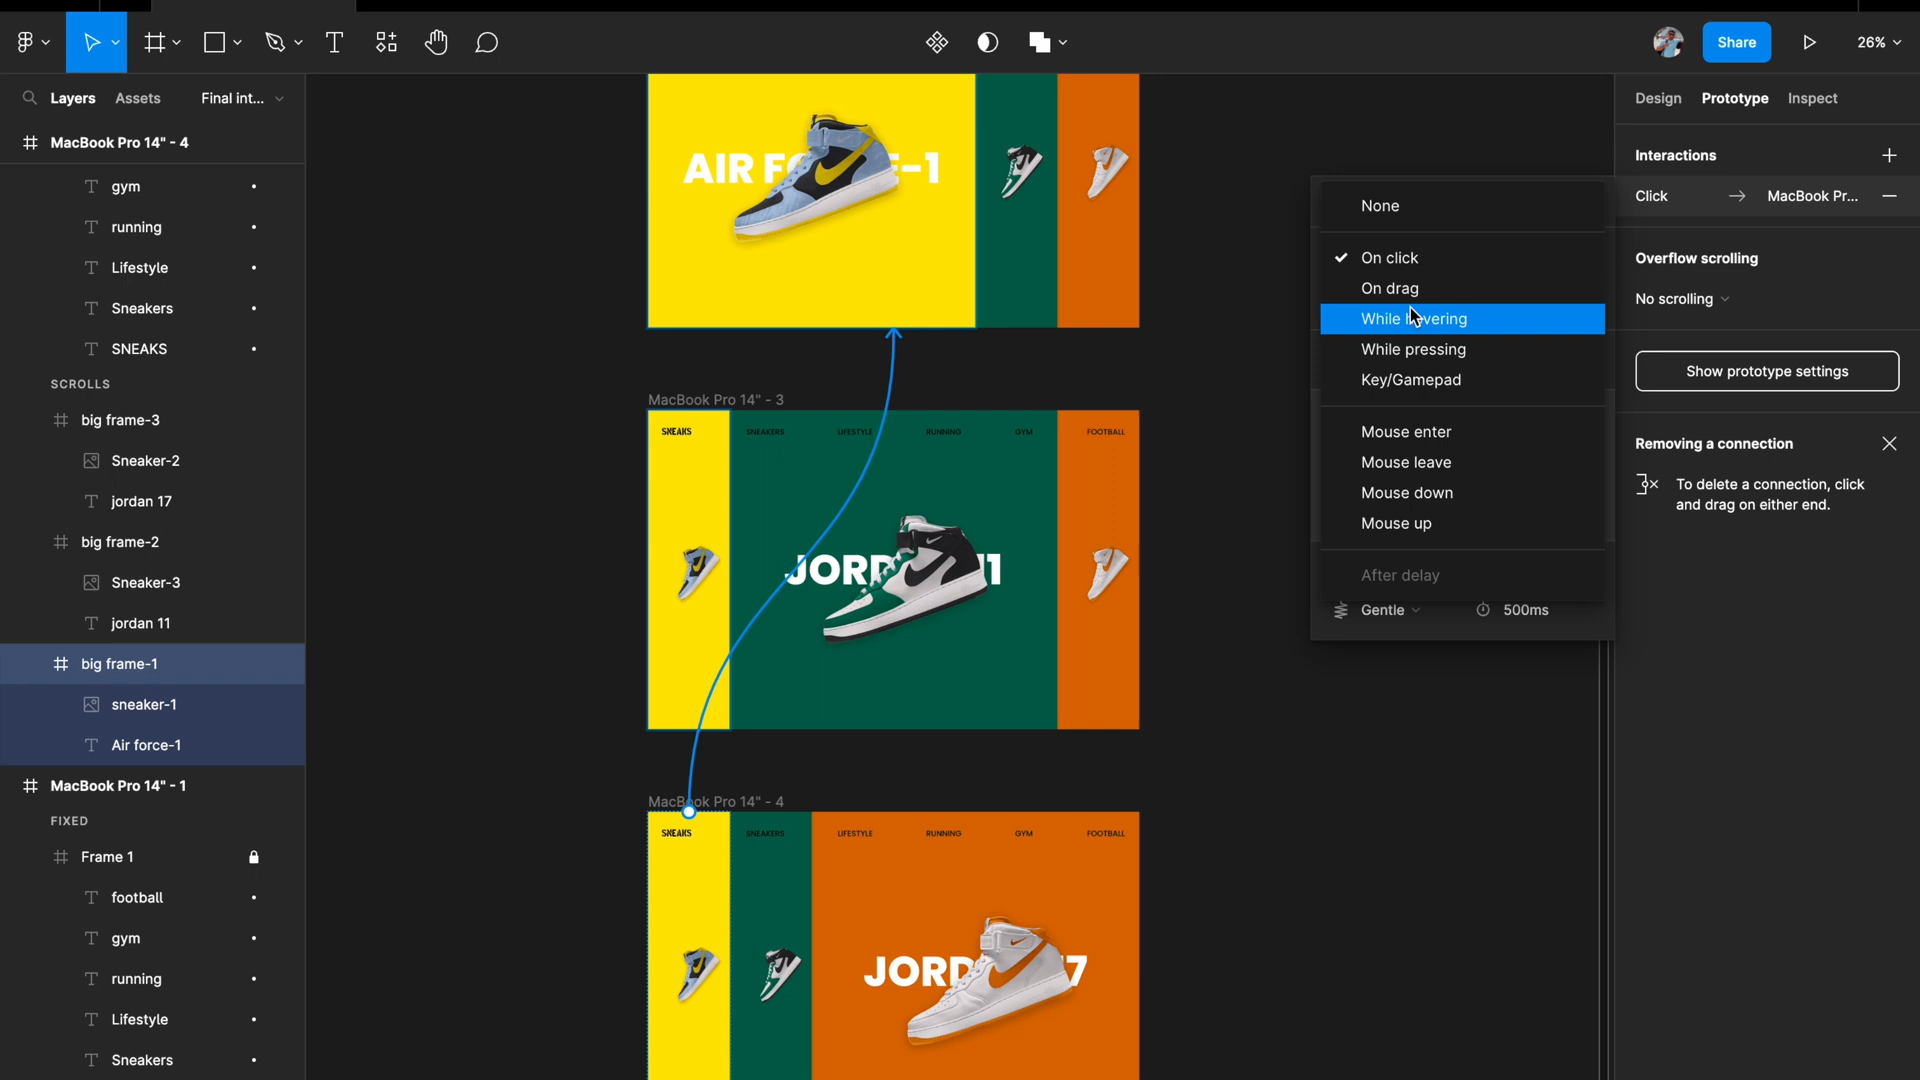 Share
26%
Layers
Assets
Final int...
MacBook Pro 14" - 4
gym
running
Lifestyle
Sneakers
SNEAKS
SCROLLS
big frame-3
Sneaker-2
jordan 17
big frame-2
Sneaker-3
jordan 11
big frame-1
sneaker-1
Air force-1
MacBook Pro 14" - 1
FIXED
Frame 1
football
gym
running
Lifestyle
Sneakers
AIR F -1
MacBook Pro 14" - 3
SNEAKS
SNEAKERS
LIFESTYLE
RUNNING
GYM
FOOTBALL
JORD 11
MacBook Pro 14" - 4
SNEAKS
SNEAKERS
LIFESTYLE
RUNNING
GYM
FOOTBALL
JORD 7
None
On click
On drag
While hovering
While pressing
Key/Gamepad
Mouse enter
Mouse leave
Mouse down
Mouse up
After delay
Gentle
500ms
Design
Prototype
Inspect
Interactions
Click
MacBook Pr...
Overflow scrolling
No scrolling
Show prototype settings
Removing a connection
To delete a connection, click
and drag on either end.